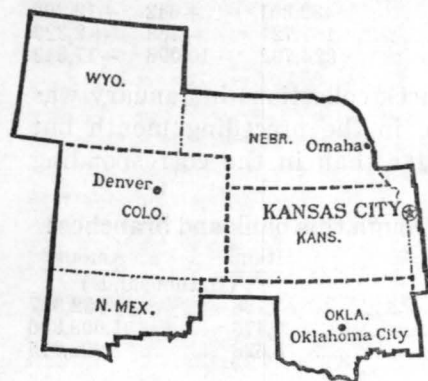 WYO.
NEBR.
Omaha
Denver
COLO.
KANSAS CITY
KANS.
N. MEX.
OKLA.
Oklahoma City